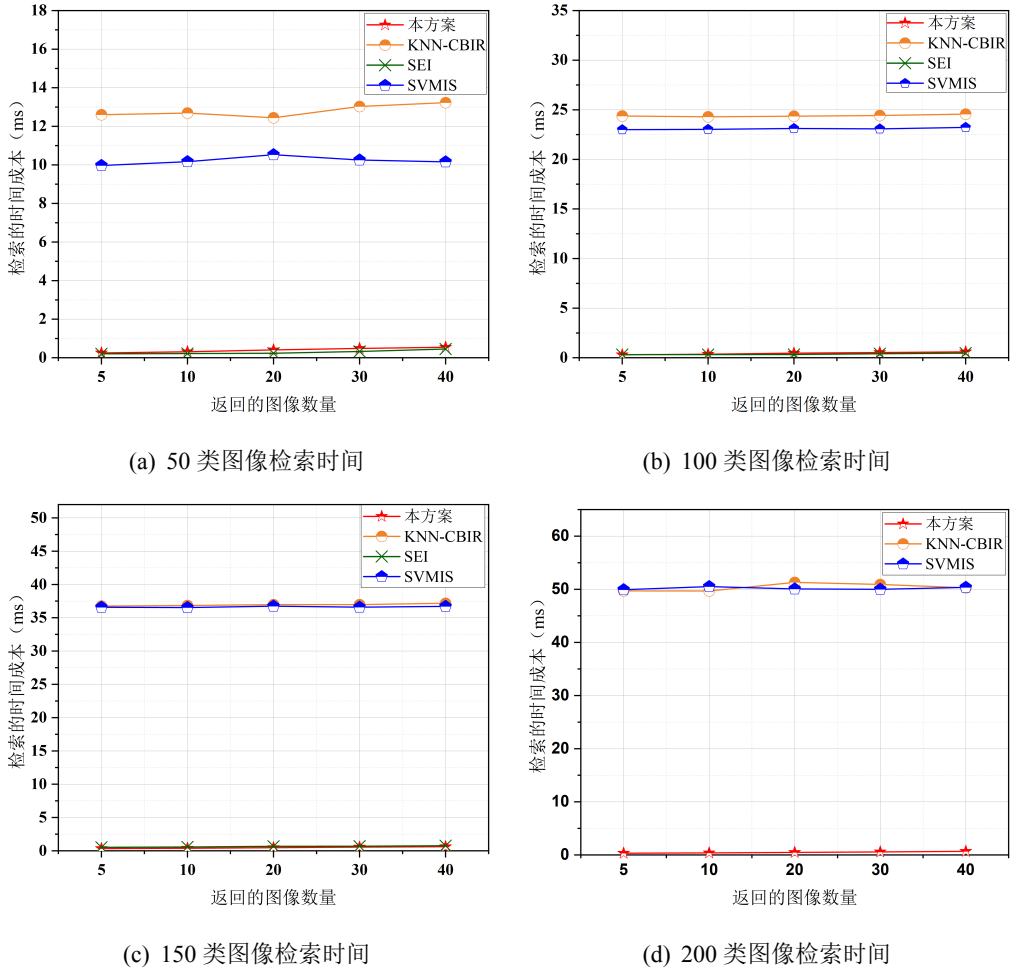 18
16
14
12
10
8
6
4
2
0
检索的时间成本（ms）
本方案
KNN-CBIR
SEI
SVMIS
5 10 20 30 40
返回的图像数量
(a) 50 类图像检索时间
35
30
25
20
15
10
5
0
检索的时间成本（ms）
本方案
KNN-CBIR
SEI
SVMIS
5 10 20 30 40
返回的图像数量
(b) 100 类图像检索时间
50
45
40
35
30
25
20
15
10
5
0
检索的时间成本（ms）
本方案
KNN-CBIR
SEI
SVMIS
5 10 20 30 40
返回的图像数量
(c) 150 类图像检索时间
60
50
40
30
20
10
0
检索的时间成本（ms）
本方案
KNN-CBIR
SVMIS
5 10 20 30 40
返回的图像数量
(d) 200 类图像检索时间